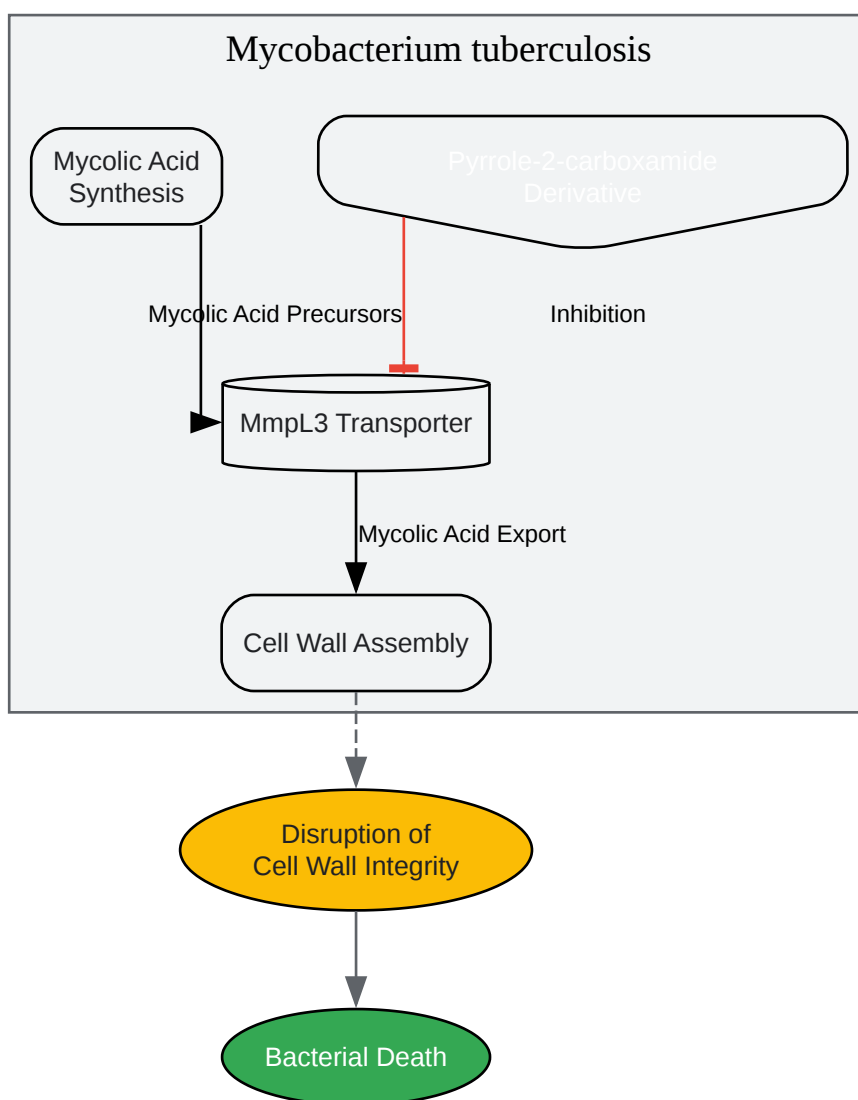 Mycobacterium tuberculosis
Mycolic Acid
Synthesis
Pyrrole-2-carboxamide
Derivative
Mycolic Acid Precursors
Inhibition
MmpL3 Transporter
Mycolic Acid Export
Cell Wall Assembly
Disruption of
Cell Wall Integrity
Bacterial Death